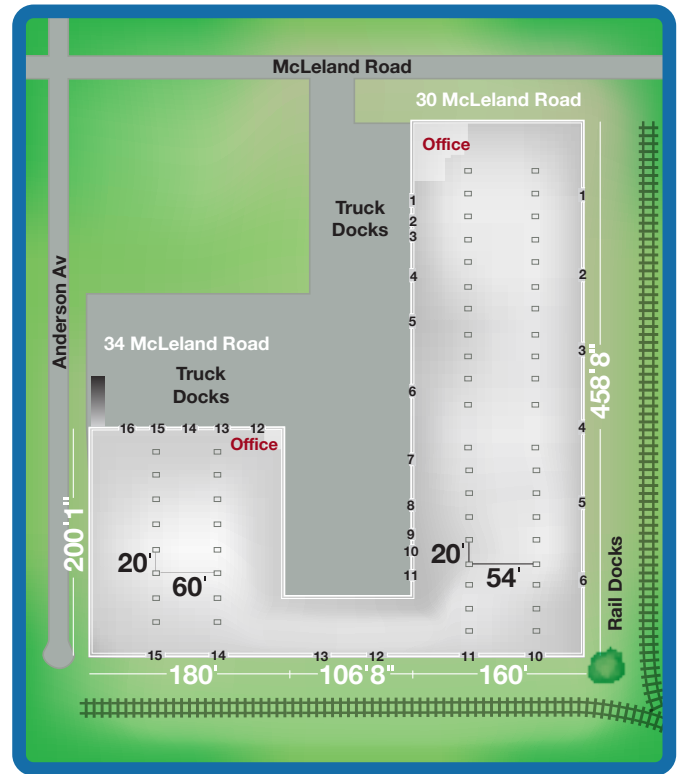 McLeland Road
30 McLeland Road
Office
Truck
Docks
1
2
3
4
5
6
7
8
9
10
11
1
2
3
4
5
6
458'8"
Rail Docks
Anderson Av
34 McLeland Road
Truck
Docks
16 15 14 13 12
Office
200'1"
20'
60'
20'
54'
15 14 13 12 11 10
180' 106'8" 160'